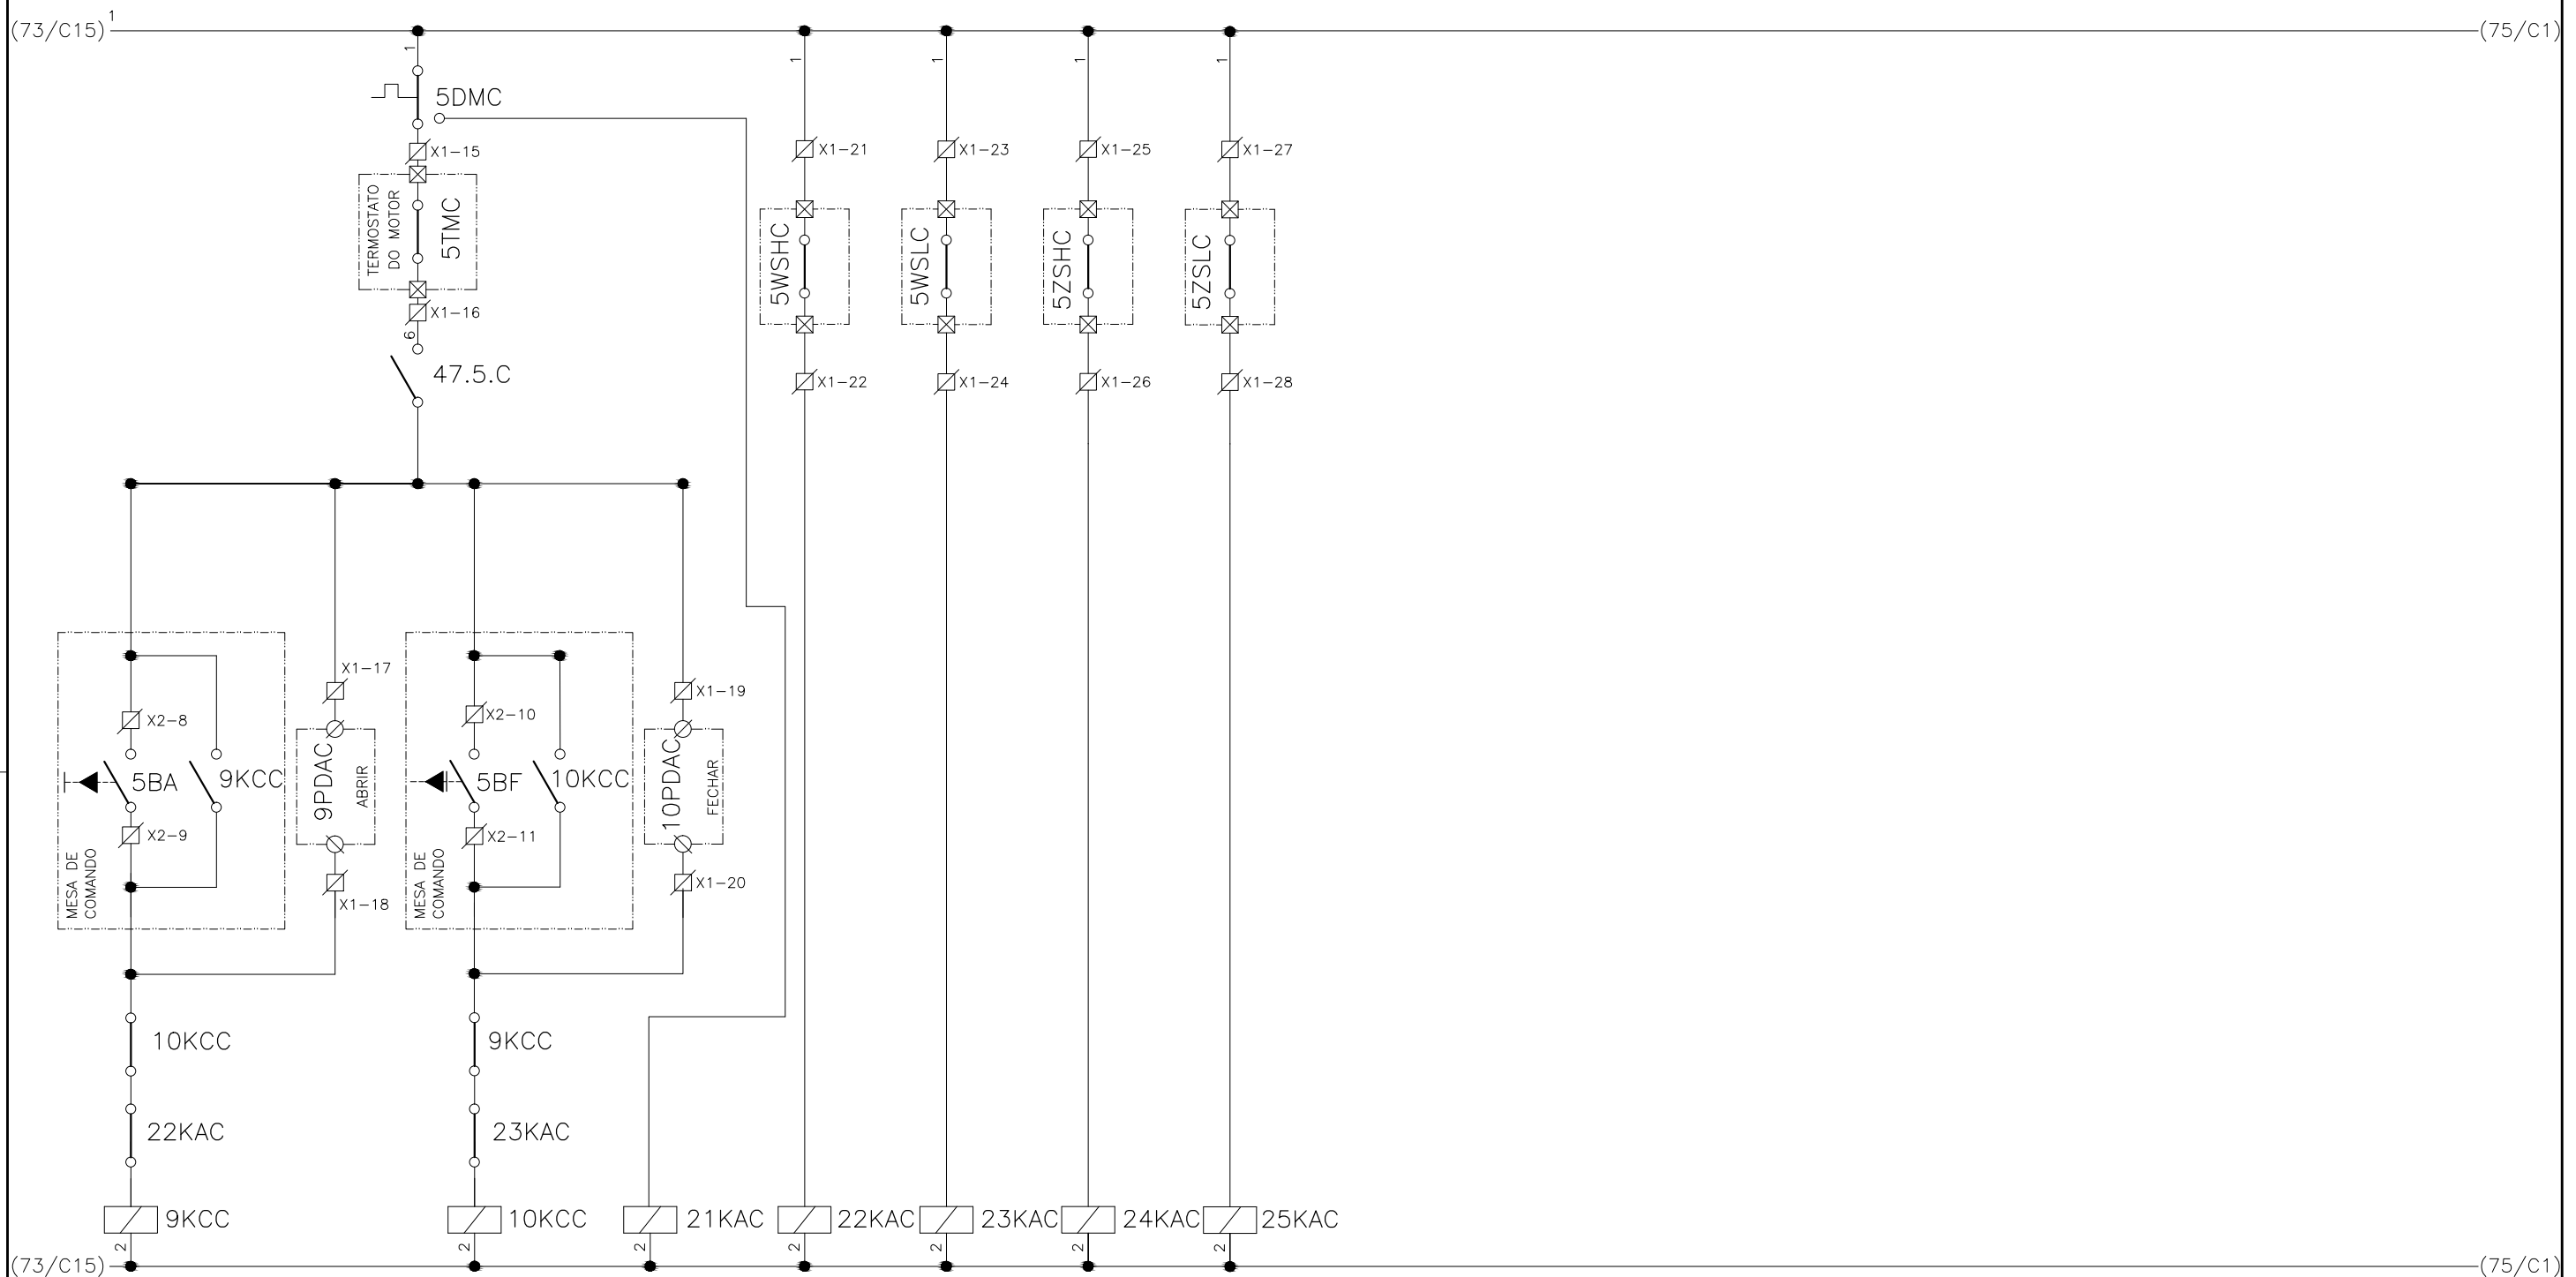 (73/C15)
1
(75/C1)
1
1
1
1
1
5DMC
X1-15
X1-21
X1-23
X1-25
X1-27
TERMOSTATO
DO MOTOR
5TMC
5WSHC
5WSLC
5ZSHC
5ZSLC
X1-16
6
47.5.C
X1-22
X1-24
X1-26
X1-28
X1-17
X1-19
X2-8
X2-10
5BA
9KCC
9PDAC
ABRIR
5BF
10KCC
10PDAC
FECHAR
X2-9
X2-11
MESA DE
COMANDO
X1-18
MESA DE
COMANDO
X1-20
10KCC
9KCC
22KAC
23KAC
9KCC
10KCC
21KAC
22KAC
23KAC
24KAC
25KAC
2
2
2
2
2
2
2
(73/C15)
(75/C1)